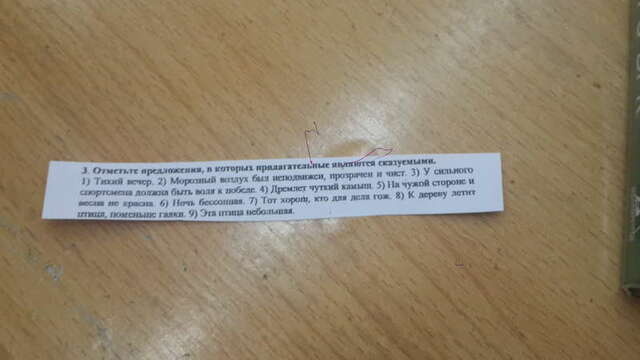 3. Отметьте предложения, в которых прилагательные являются сказуемыми.
1) Тихий вечер. 2) Морозный воздух был неподвижен, прозрачен и чист. 3) У сильного
спортсмена должна быть воля к победе. 4) Дремлет чуткий камыш. 5) На чужой стороне и
весна не красна. 6) Ночь бессонная. 7) Тот хорош, кто для дела гож. 8) К дереву летит
птица, поменьше галки. 9) Эта птица небольшая.